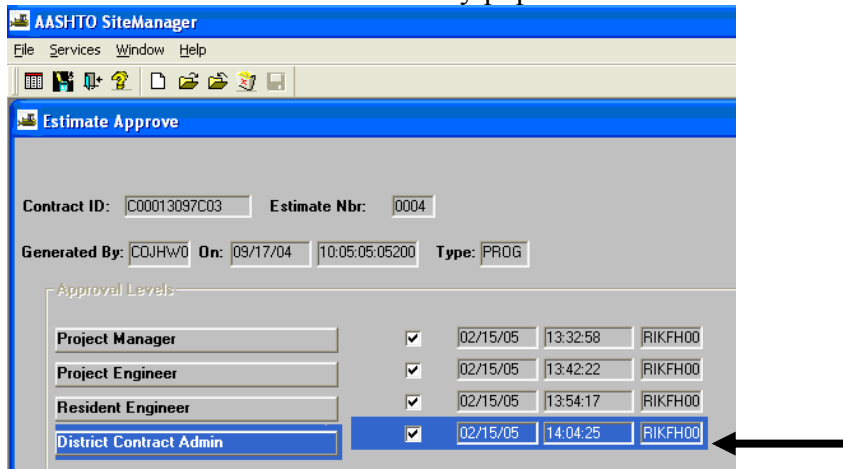 AASHTO SiteManager
File Services Window Help
Estimate Approve
Contract ID: C00013097C03 Estimate Nbr: 0004
Generated By: COJHW0 On: 09/17/04 10:05:05:05200 Type: PROG
Approval Levels
Project Manager 02/15/05 13:32:58 RIKFH00
Project Engineer 02/15/05 13:42:22 RIKFH00
Resident Engineer 02/15/05 13:54:17 RIKFH00
District Contract Admin 02/15/05 14:04:25 RIKFH00